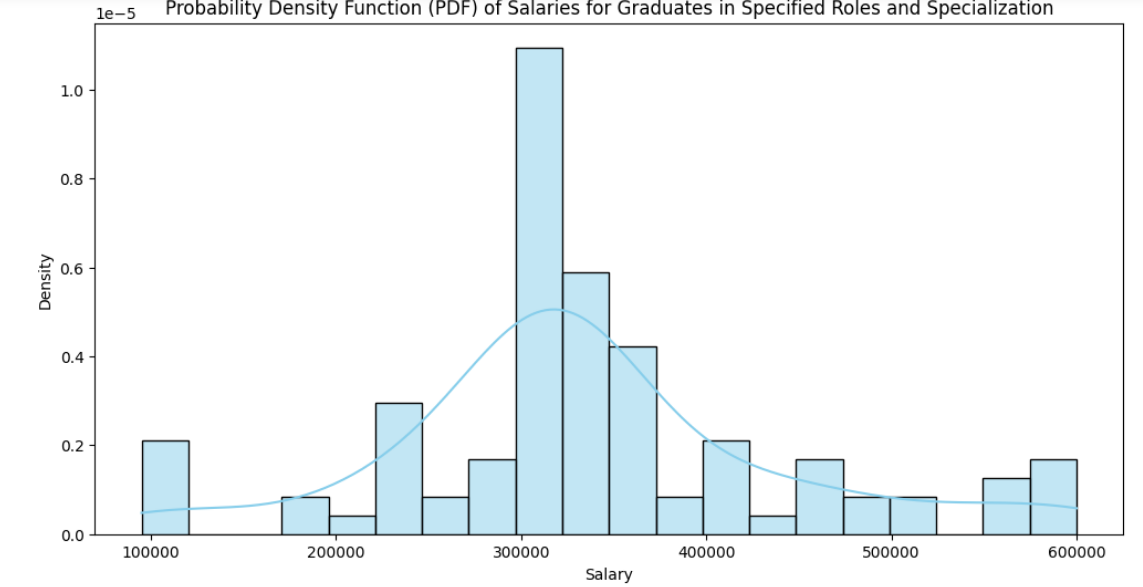 Probability Density Function (PDF) of Salaries for Graduates in Specified Roles and Specialization
1e−5
1.0
0.8
0.6
0.4
0.2
0.0
Density
100000 200000 300000 400000 500000 600000
Salary